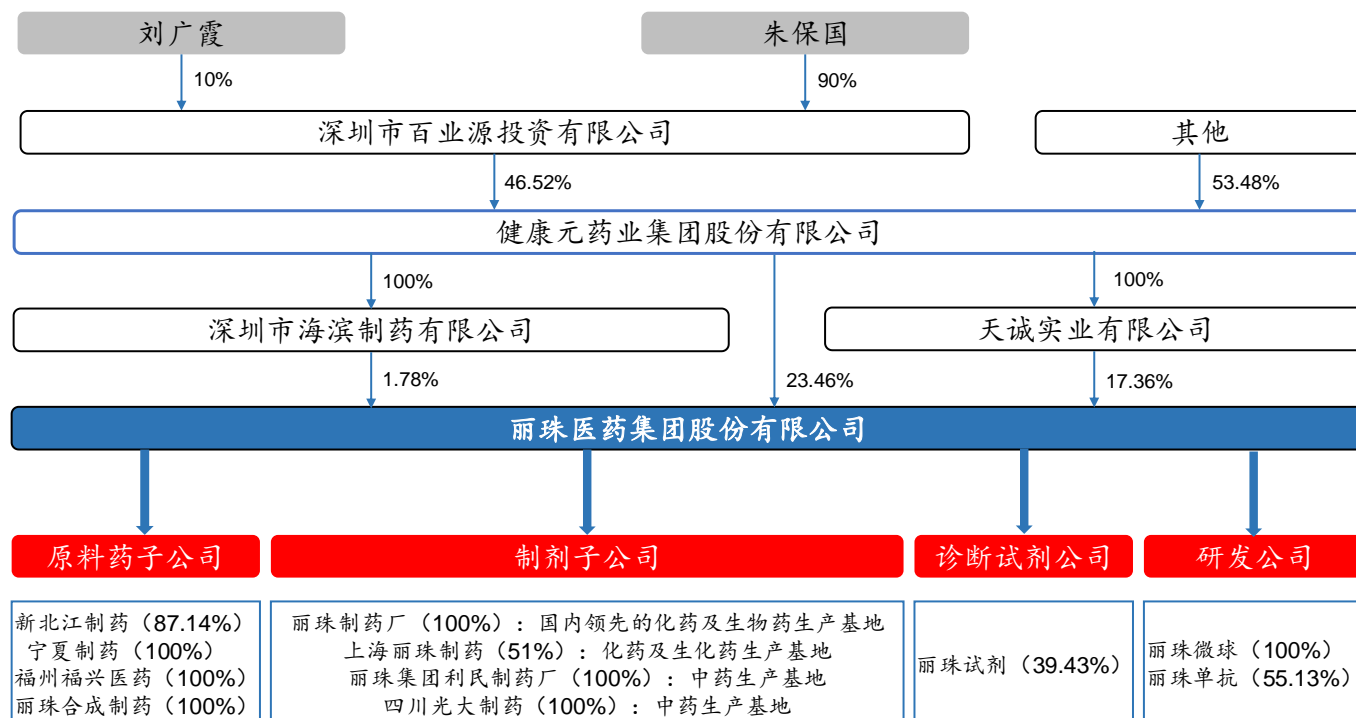 刘广霞
朱保国
10%
90%
深圳市百业源投资有限公司
其他
46.52%
53.48%
健康元药业集团股份有限公司
100%
100%
深圳市海滨制药有限公司
天诚实业有限公司
1.78%
23.46%
17.36%
丽珠医药集团股份有限公司
原料药子公司
制剂子公司
诊断试剂公司
研发公司
新北江制药（87.14%）
宁夏制药（100%）
福州福兴医药（100%）
丽珠合成制药（100%）
丽珠制药厂（100%）：国内领先的化药及生物药生产基地
上海丽珠制药（51%）：化药及生化药生产基地
丽珠集团利民制药厂（100%）：中药生产基地
四川光大制药（100%）：中药生产基地
丽珠试剂（39.43%）
丽珠微球（100%）
丽珠单抗（55.13%）